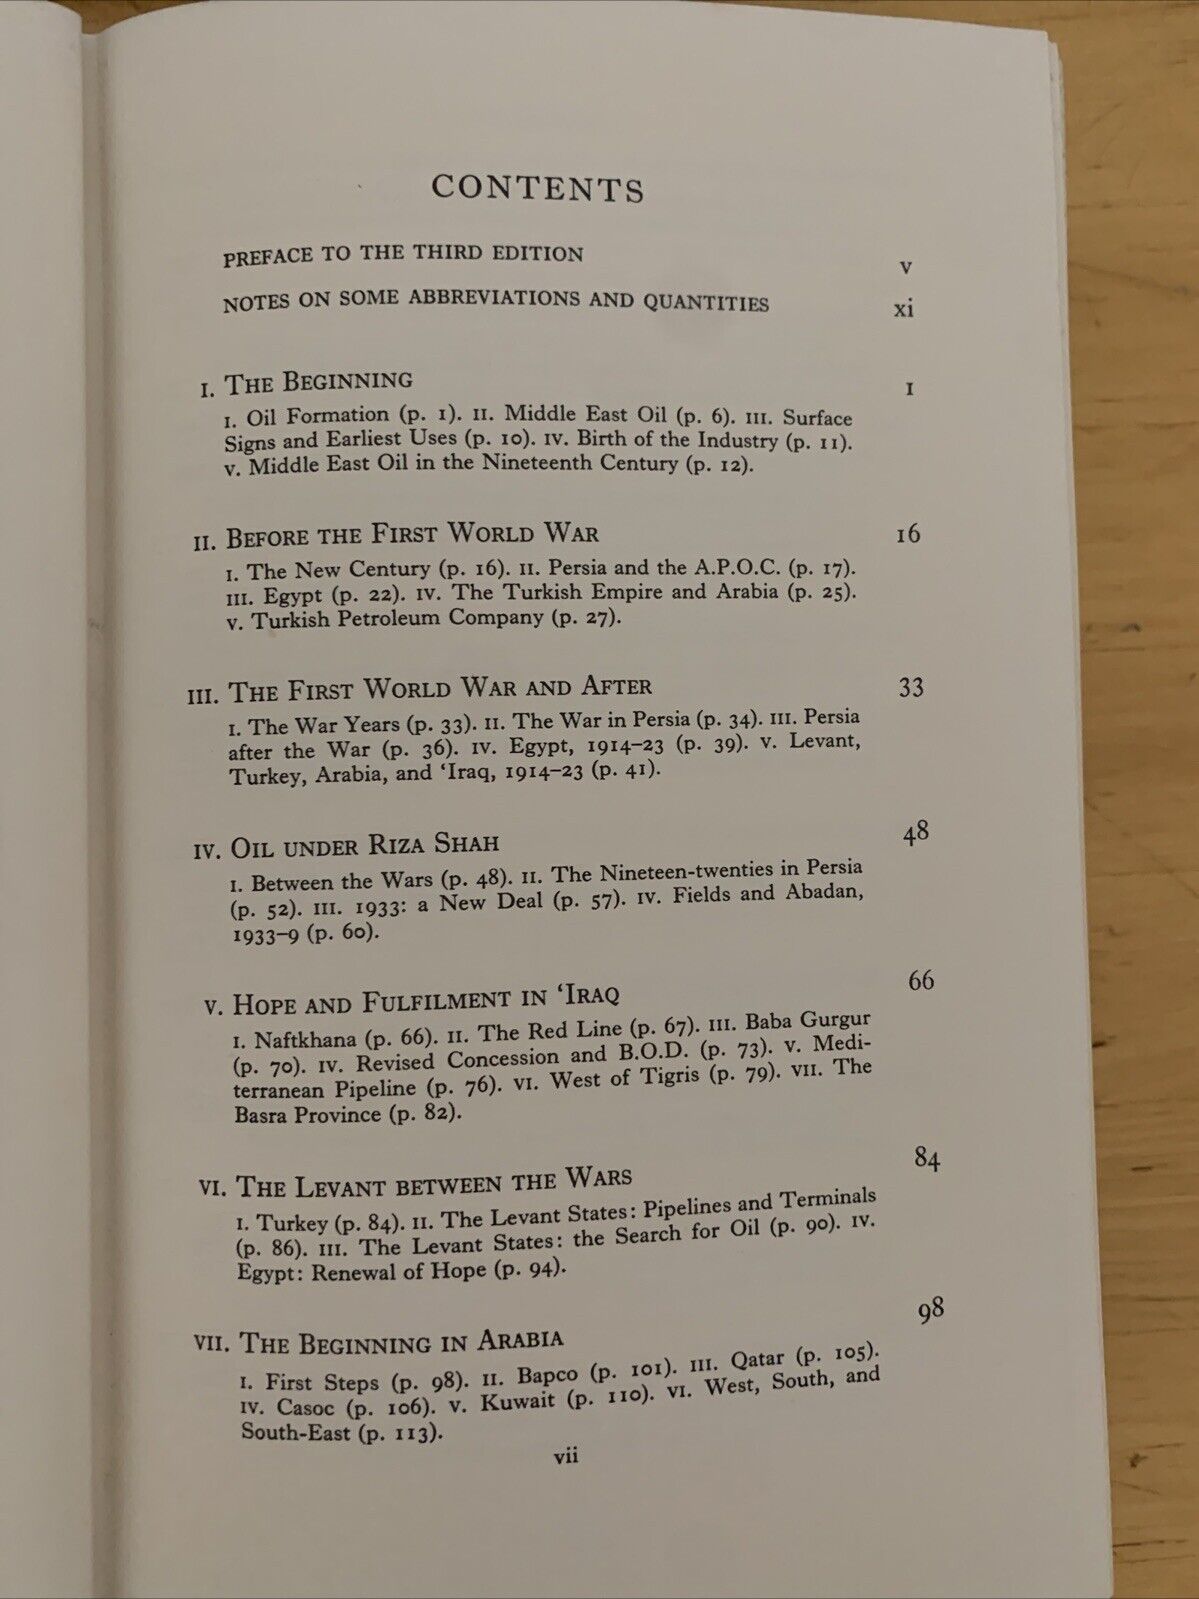 CONTENTS
PREFACE TO THE THIRD EDITION v
NOTES ON SOME ABBREVIATIONS AND QUANTITIES xi
I. THE BEGINNING 1
I. Oil Formation (p. 1). II. Middle East Oil (p. 6). III. Surface
Signs and Earliest Uses (p. 10). IV. Birth of the Industry (p. 11).
V. Middle East Oil in the Nineteenth Century (p. 12).
II. BEFORE THE FIRST WORLD WAR 16
I. The New Century (p. 16). II. Persia and the A.P.O.C. (p. 17).
III. Egypt (p. 22). IV. The Turkish Empire and Arabia (p. 25).
V. Turkish Petroleum Company (p. 27).
III. THE FIRST WORLD WAR AND AFTER 33
I. The War Years (p. 33). II. The War in Persia (p. 34). III. Persia
after the War (p. 36). IV. Egypt, 1914–23 (p. 39). V. Levant,
Turkey, Arabia, and ‘Iraq, 1914–23 (p. 41).
IV. OIL UNDER RIZA SHAH 48
I. Between the Wars (p. 48). II. The Nineteen-twenties in Persia
(p. 52). III. 1933: a New Deal (p. 57). IV. Fields and Abadan,
1933–9 (p. 60).
V. HOPE AND FULFILMENT IN ‘IRAQ 66
I. Naftkhana (p. 66). II. The Red Line (p. 67). III. Baba Gurgur
(p. 70). IV. Revised Concession and B.O.D. (p. 73). V. Medi-
terranean Pipeline (p. 76). VI. West of Tigris (p. 79). VII. The
Basra Province (p. 82).
VI. THE LEVANT BETWEEN THE WARS 84
I. Turkey (p. 84). II. The Levant States: Pipelines and Terminals
(p. 86). III. The Levant States: the Search for Oil (p. 90). IV.
Egypt: Renewal of Hope (p. 94).
VII. THE BEGINNING IN ARABIA 98
I. First Steps (p. 98). II. Bapco (p. 101). III. Qatar (p. 105).
IV. Casoc (p. 106). V. Kuwait (p. 110). VI. West, South, and
South-East (p. 113).
vii